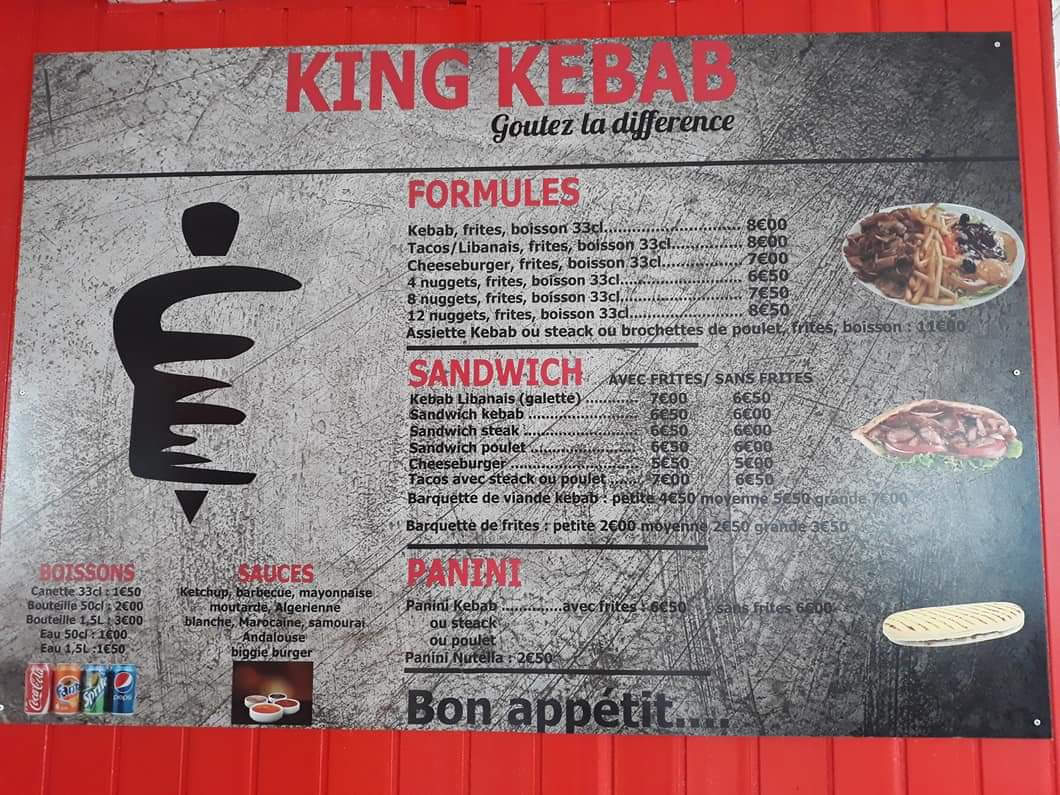 KING KEBAB
Goutez la difference
FORMULES
Kebab, frites, boisson 33cl............................... 8€00
Tacos/Libanais, frites, boisson 33cl................ 8€00
Cheeseburger, frites, boisson 33cl.................. 7€00
4 nuggets, frites, boisson 33cl........................... 6€50
8 nuggets, frites, boisson 33cl........................... 7€50
12 nuggets, frites, boisson 33cl......................... 8€50
Assiette Kebab ou steack ou brochettes de poulet, frites, boisson : 11€00
SANDWICH AVEC FRITES/ SANS FRITES
Kebab Libanais (galette) ............ 7€00 6€50
Sandwich kebab ........................ 6€50 6€00
Sandwich steak .......................... 6€50 6€00
Sandwich poulet ........................ 6€50 6€00
Cheeseburger ............................ 5€50 5€00
Tacos avec steack ou poulet ....... 7€00 6€50
Barquette de viande kebab : petite 4€50 moyenne 5€50 grande 7€00
Barquette de frites : petite 2€00 moyenne 2€50 grande 3€50
PANINI
Panini Kebab .............avec frites : 6€50 sans frites 6€00
ou steack
ou poulet
Panini Nutella : 2€50
Bon appétit....
BOISSONS
Canette 33cl : 1€50
Bouteille 50cl : 2€00
Bouteille 1,5L : 3€00
Eau 50cl : 1€00
Eau 1,5L :1€50
Coca-Cola
Fanta
Sprite
pepsi
SAUCES
Ketchup, barbecue, mayonnaise
moutarde, Algerienne
blanche, Marocaine, samourai
Andalouse
biggie burger